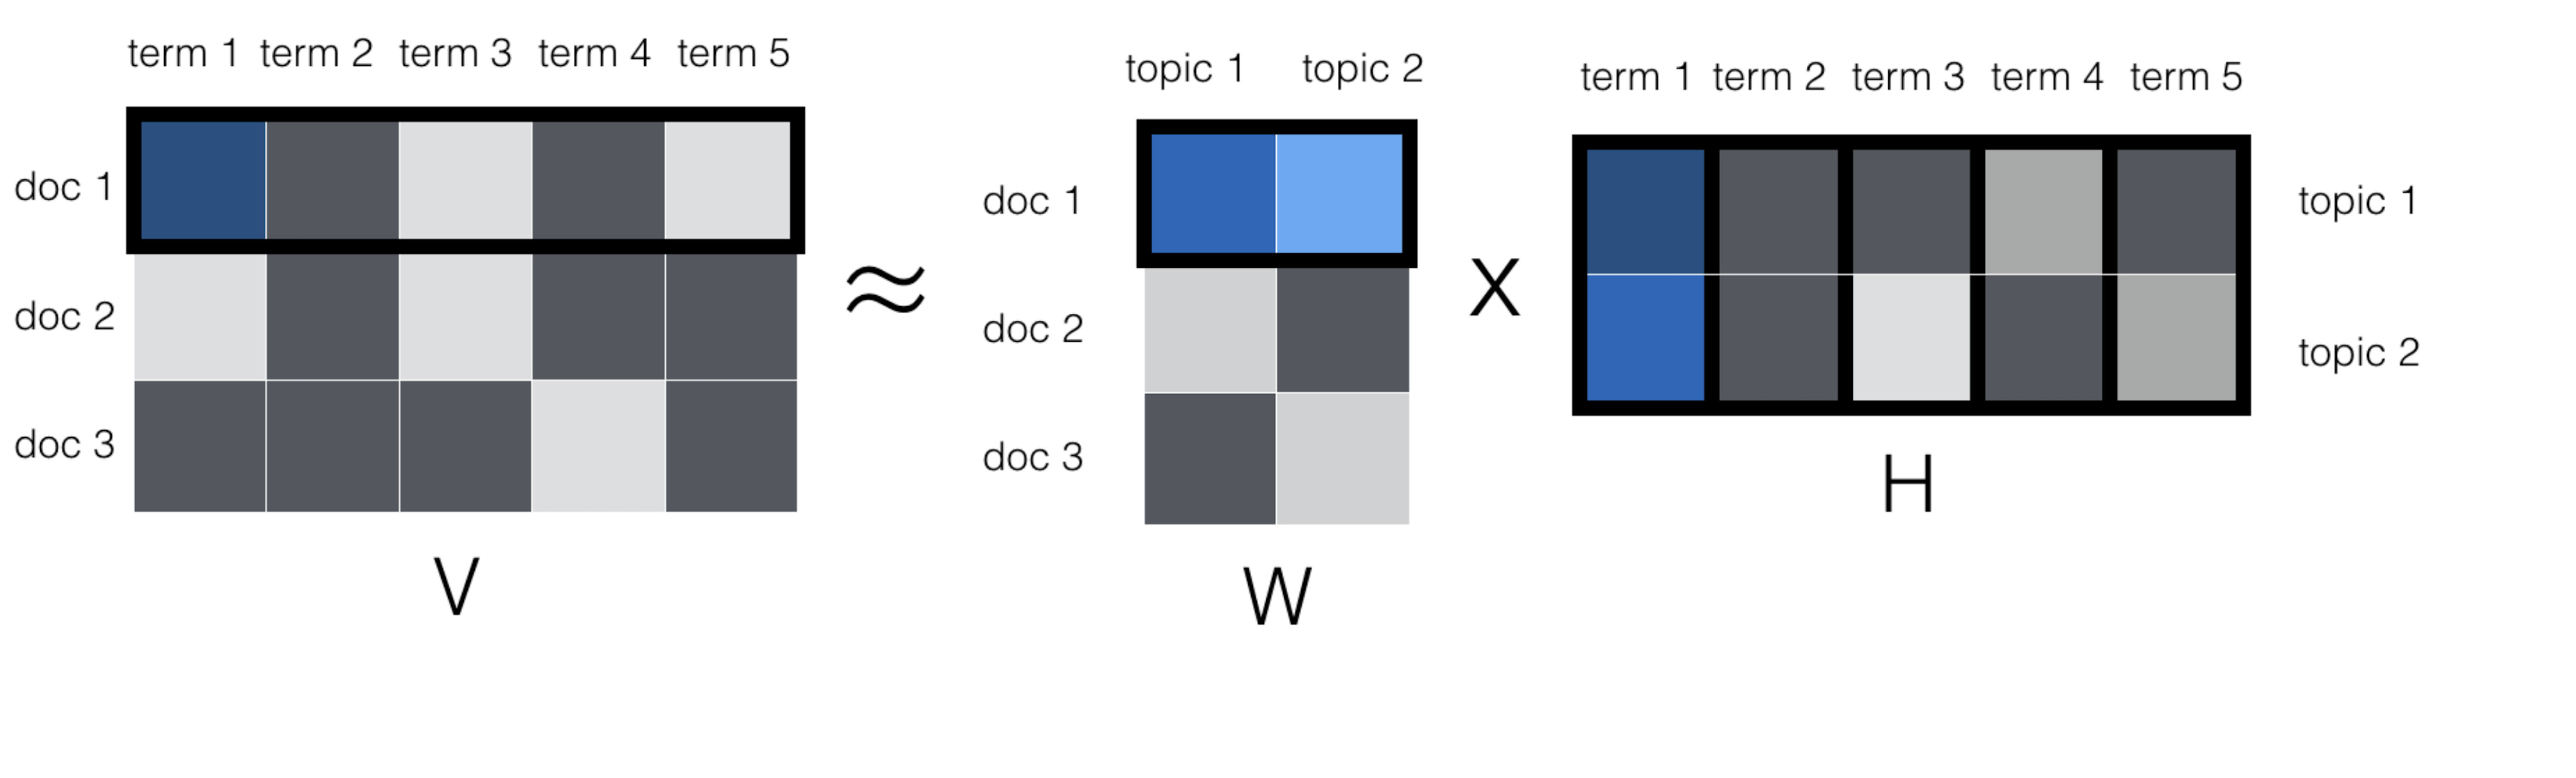 term 1 term 2 term 3 term 4 term 5
doc 1
doc 2
doc 3
V
≈
topic 1 topic 2
doc 1
doc 2
doc 3
W
X
term 1 term 2 term 3 term 4 term 5
topic 1
topic 2
H